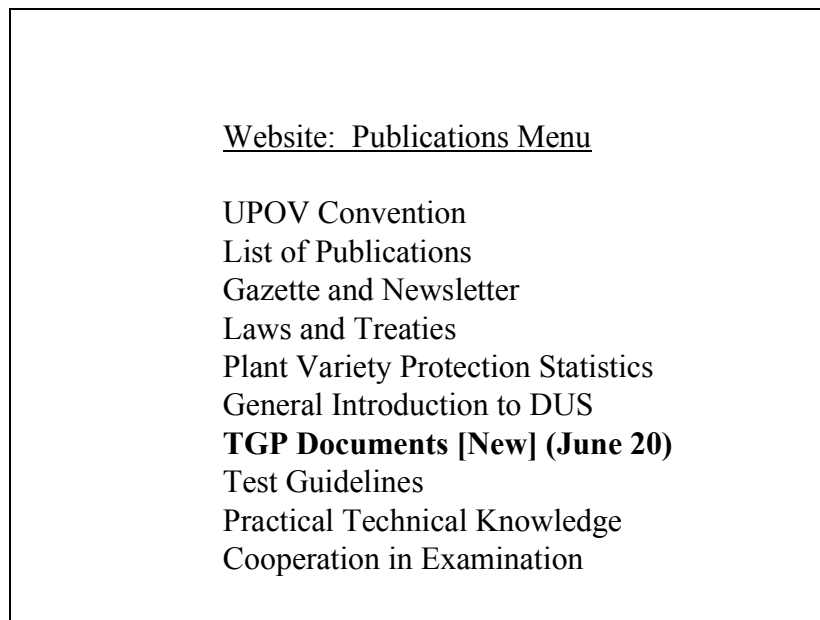 Website:  Publications Menu
UPOV Convention
List of Publications
Gazette and Newsletter
Laws and Treaties
Plant Variety Protection Statistics
General Introduction to DUS
TGP Documents [New] (June 20)
Test Guidelines
Practical Technical Knowledge
Cooperation in Examination